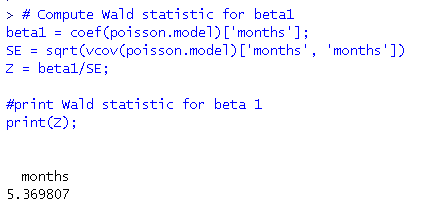 > # Compute Wald statistic for beta1
beta1 = coef(poisson.model)['months'];
SE = sqrt(vcov(poisson.model)['months', 'months'])
Z = beta1/SE;
#print Wald statistic for beta 1
print(Z);
months
5.369807